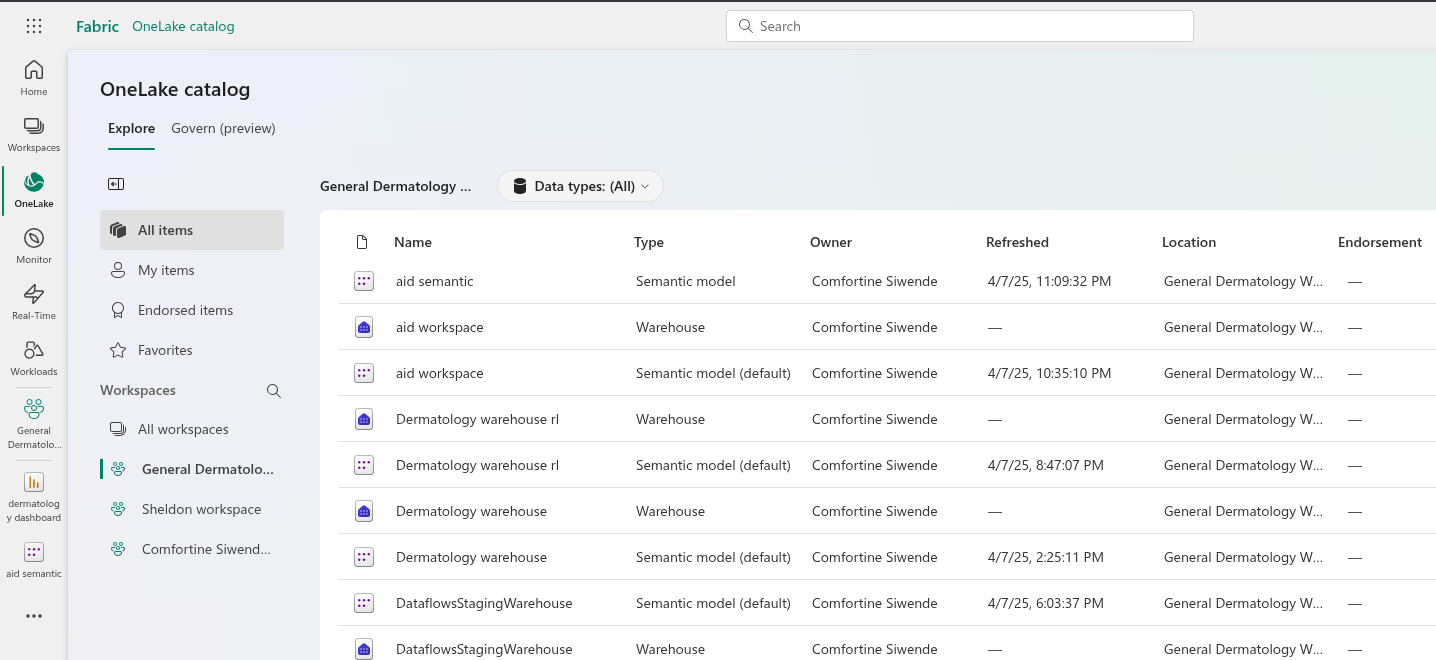 Fabric OneLake catalog
Search
Home
Workspaces
OneLake
Monitor
Real-Time
Workloads
General
Dermatolo...
dermatolog
y dashboard
aid semantic
OneLake catalog
Explore Govern (preview)
All items
My items
Endorsed items
Favorites
Workspaces
All workspaces
General Dermatolo...
Sheldon workspace
Comfortine Siwend...
General Dermatology ... Data types: (All)
Name Type Owner Refreshed Location Endorsement
aid semantic Semantic model Comfortine Siwende 4/7/25, 11:09:32 PM General Dermatology W... —
aid workspace Warehouse Comfortine Siwende — General Dermatology W... —
aid workspace Semantic model (default) Comfortine Siwende 4/7/25, 10:35:10 PM General Dermatology W... —
Dermatology warehouse rl Warehouse Comfortine Siwende — General Dermatology W... —
Dermatology warehouse rl Semantic model (default) Comfortine Siwende 4/7/25, 8:47:07 PM General Dermatology W... —
Dermatology warehouse Warehouse Comfortine Siwende — General Dermatology W... —
Dermatology warehouse Semantic model (default) Comfortine Siwende 4/7/25, 2:25:11 PM General Dermatology W... —
DataflowsStagingWarehouse Semantic model (default) Comfortine Siwende 4/7/25, 6:03:37 PM General Dermatology W... —
DataflowsStagingWarehouse Warehouse Comfortine Siwende — General Dermatology W... —